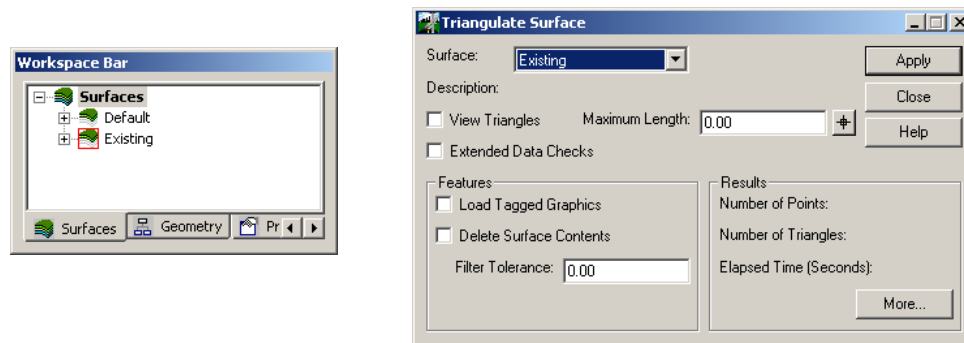 Workspace Bar
Surfaces
Default
Existing
Surfaces Geometry Pr
Triangulate Surface
Surface: Existing Apply
Description: Close
View Triangles Maximum Length: 0.00 Help
Extended Data Checks
Features
Load Tagged Graphics
Delete Surface Contents
Filter Tolerance: 0.00
Results
Number of Points:
Number of Triangles:
Elapsed Time (Seconds):
More...